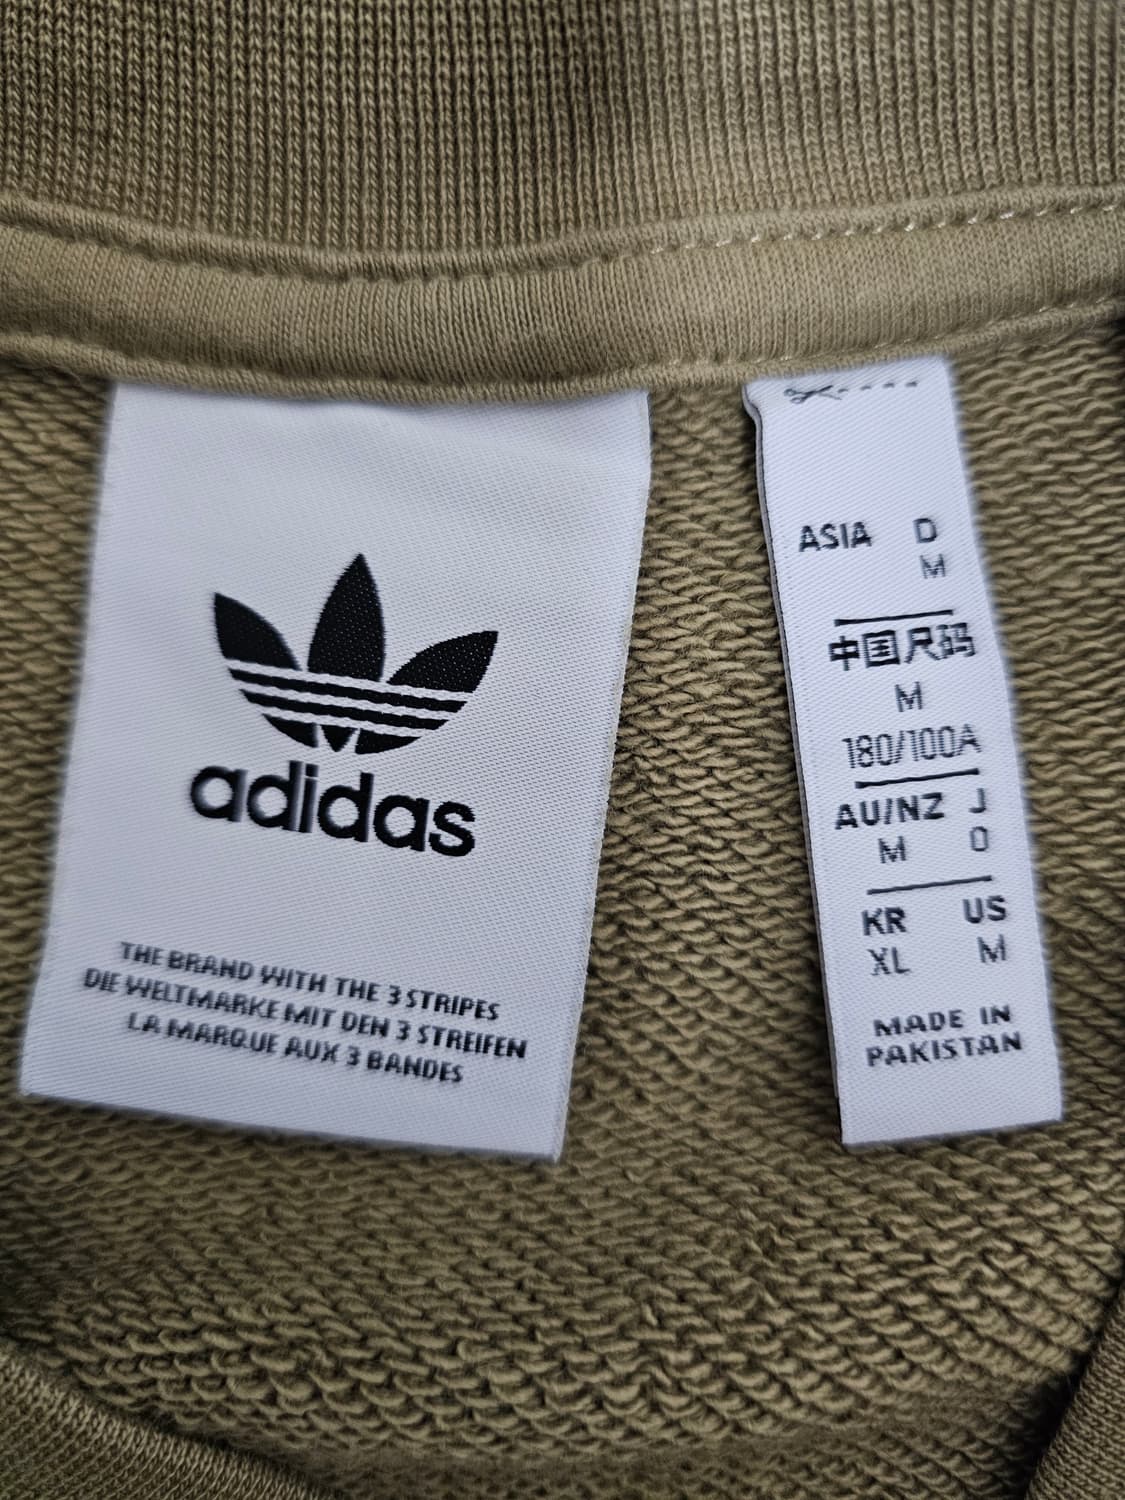 adidas
THE BRAND WITH THE 3 STRIPES
DIE WELTMARKE MIT DEN 3 STREIFEN
LA MARQUE AUX 3 BANDES
ASIA D
M
中国尺码
M
180/100A
AU/NZ J
M O
KR US
XL M
MADE IN
PAKISTAN